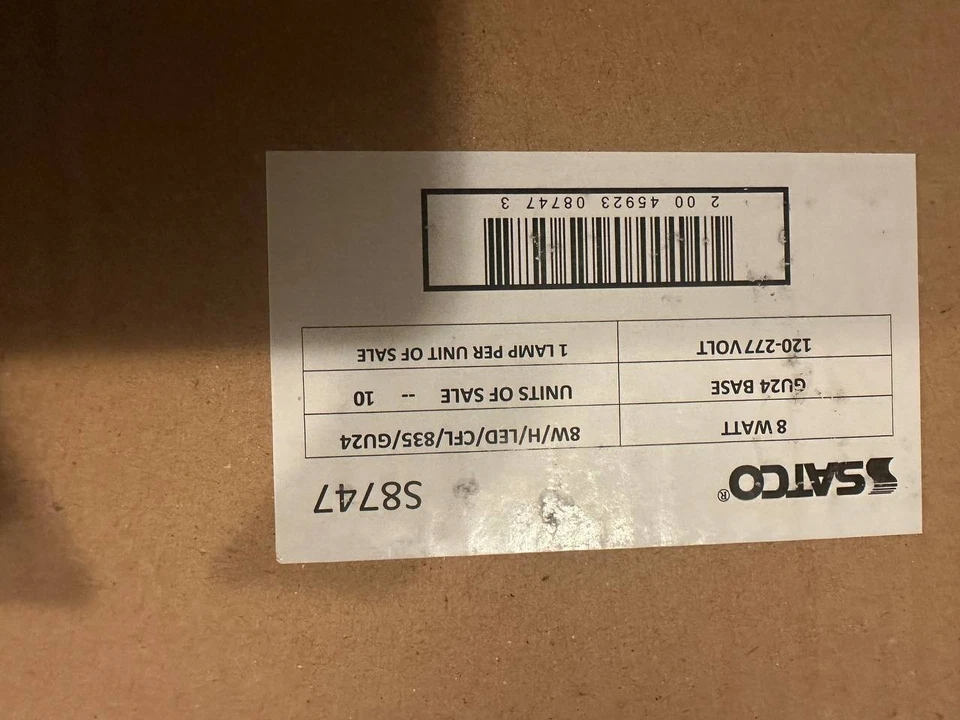 SATCO® S8747
8 WATT 8W/H/LED/CFL/835/GU24
GU24 BASE UNITS OF SALE -- 10
120-277 VOLT 1 LAMP PER UNIT OF SALE
2 00 45923 08747 3